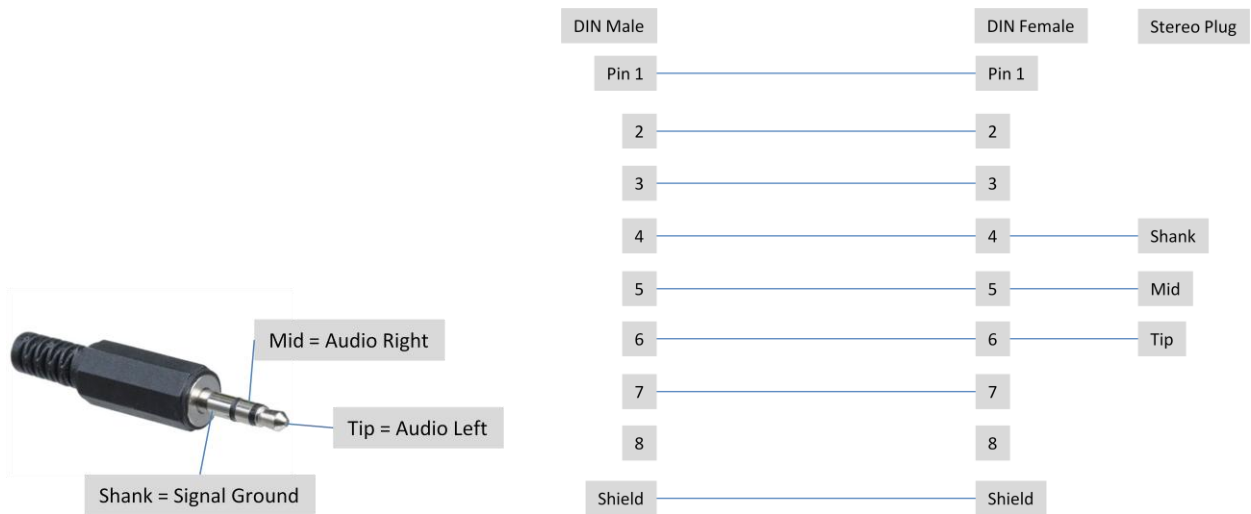 DIN Male
DIN Female
Stereo Plug
Pin 1
Pin 1
2
2
3
3
4
4
Shank
5
5
Mid
6
6
Tip
7
7
8
8
Shield
Shield
Mid = Audio Right
Tip = Audio Left
Shank = Signal Ground